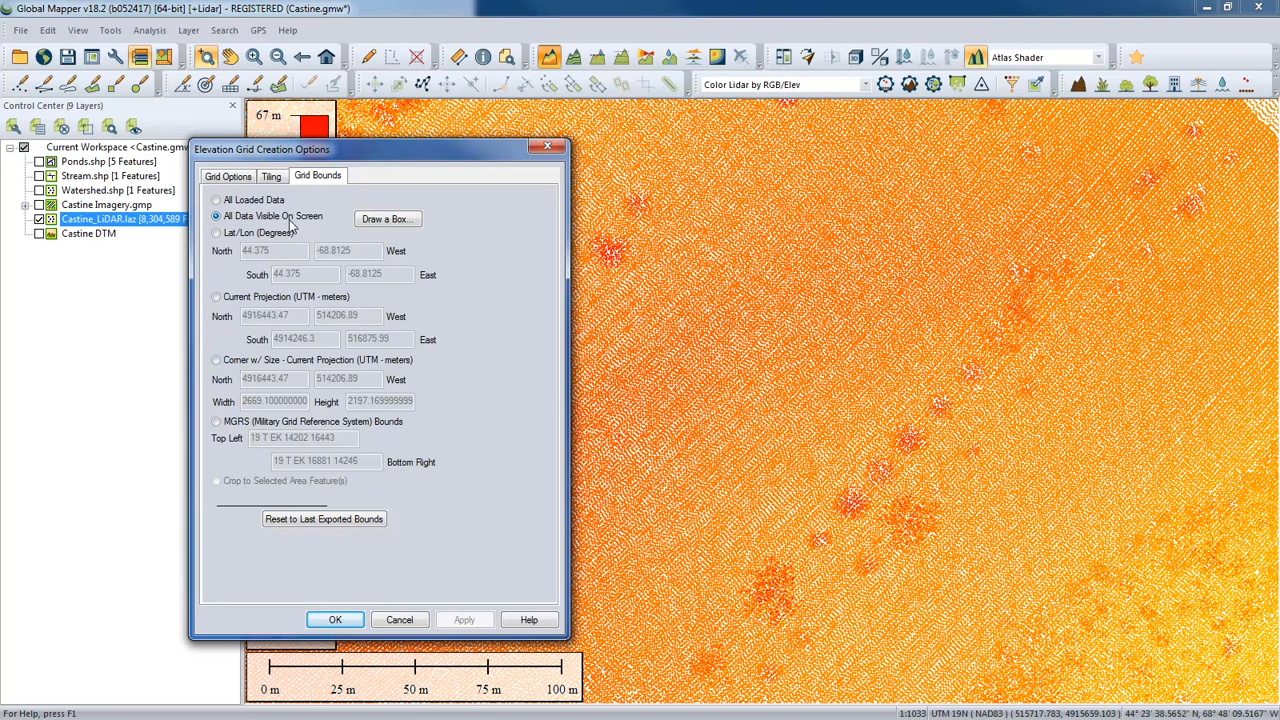 Global Mapper v18.2 (b052417) [64-bit] [+Lidar] - REGISTERED (Castine.gmw*)
File Edit View Tools Analysis Layer Search GPS Help
Atlas Shader
Color Lidar by RGB/Elev
Control Center (9 Layers)
Current Workspace <Castine.gmw
Ponds.shp [5 Features]
Stream.shp [1 Features]
Watershed.shp [1 Features]
Castine Imagery.gmp
Castine_LiDAR.laz [8,304,589 F
Castine DTM
67 m
Elevation Grid Creation Options
Grid Options Tiling Grid Bounds
All Loaded Data
All Data Visible On Screen Draw a Box...
Lat/Lon (Degrees)
North 44.375 -68.8125 West
South 44.375 -68.8125 East
Current Projection (UTM - meters)
North 4916443.47 514206.89 West
South 4914246.3 516875.99 East
Corner w/ Size - Current Projection (UTM - meters)
North 4916443.47 514206.89 West
Width 2669.100000000 Height 2197.169999999
MGRS (Military Grid Reference System) Bounds
Top Left 19 T EK 14202 16443
19 T EK 16881 14246 Bottom Right
Crop to Selected Area Feature(s)
Reset to Last Exported Bounds
OK Cancel Apply Help
0 m 25 m 50 m 75 m 100 m
For Help, press F1
1:1033 UTM 19N (NAD83) ( 515717.783, 4915659.103) 44° 23' 38.5652" N, 68° 48' 09.5167" W